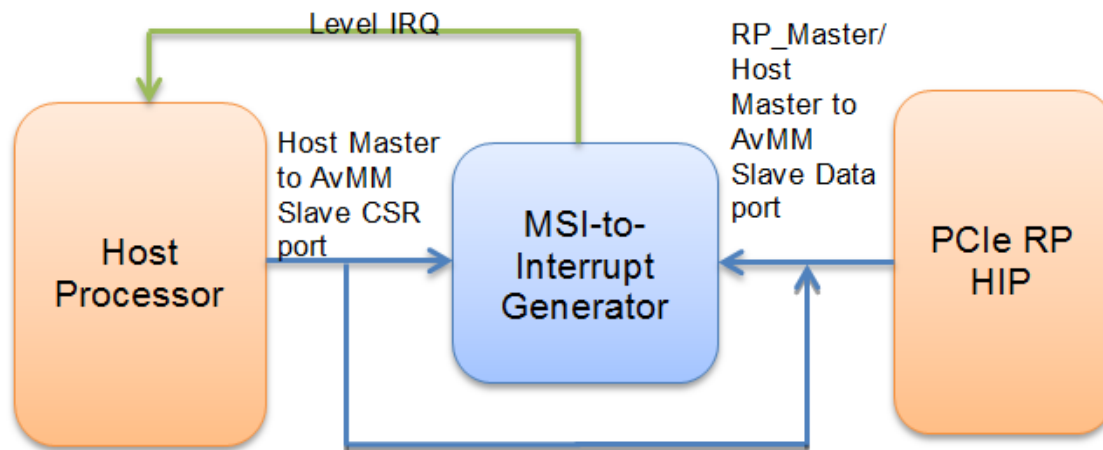 Level IRQ
RP_Master/
Host
Master to
AvMM
Slave Data
port
Host Master
to AvMM
Slave CSR
port
Host
Processor
MSI-to-
Interrupt
Generator
PCIe RP
HIP